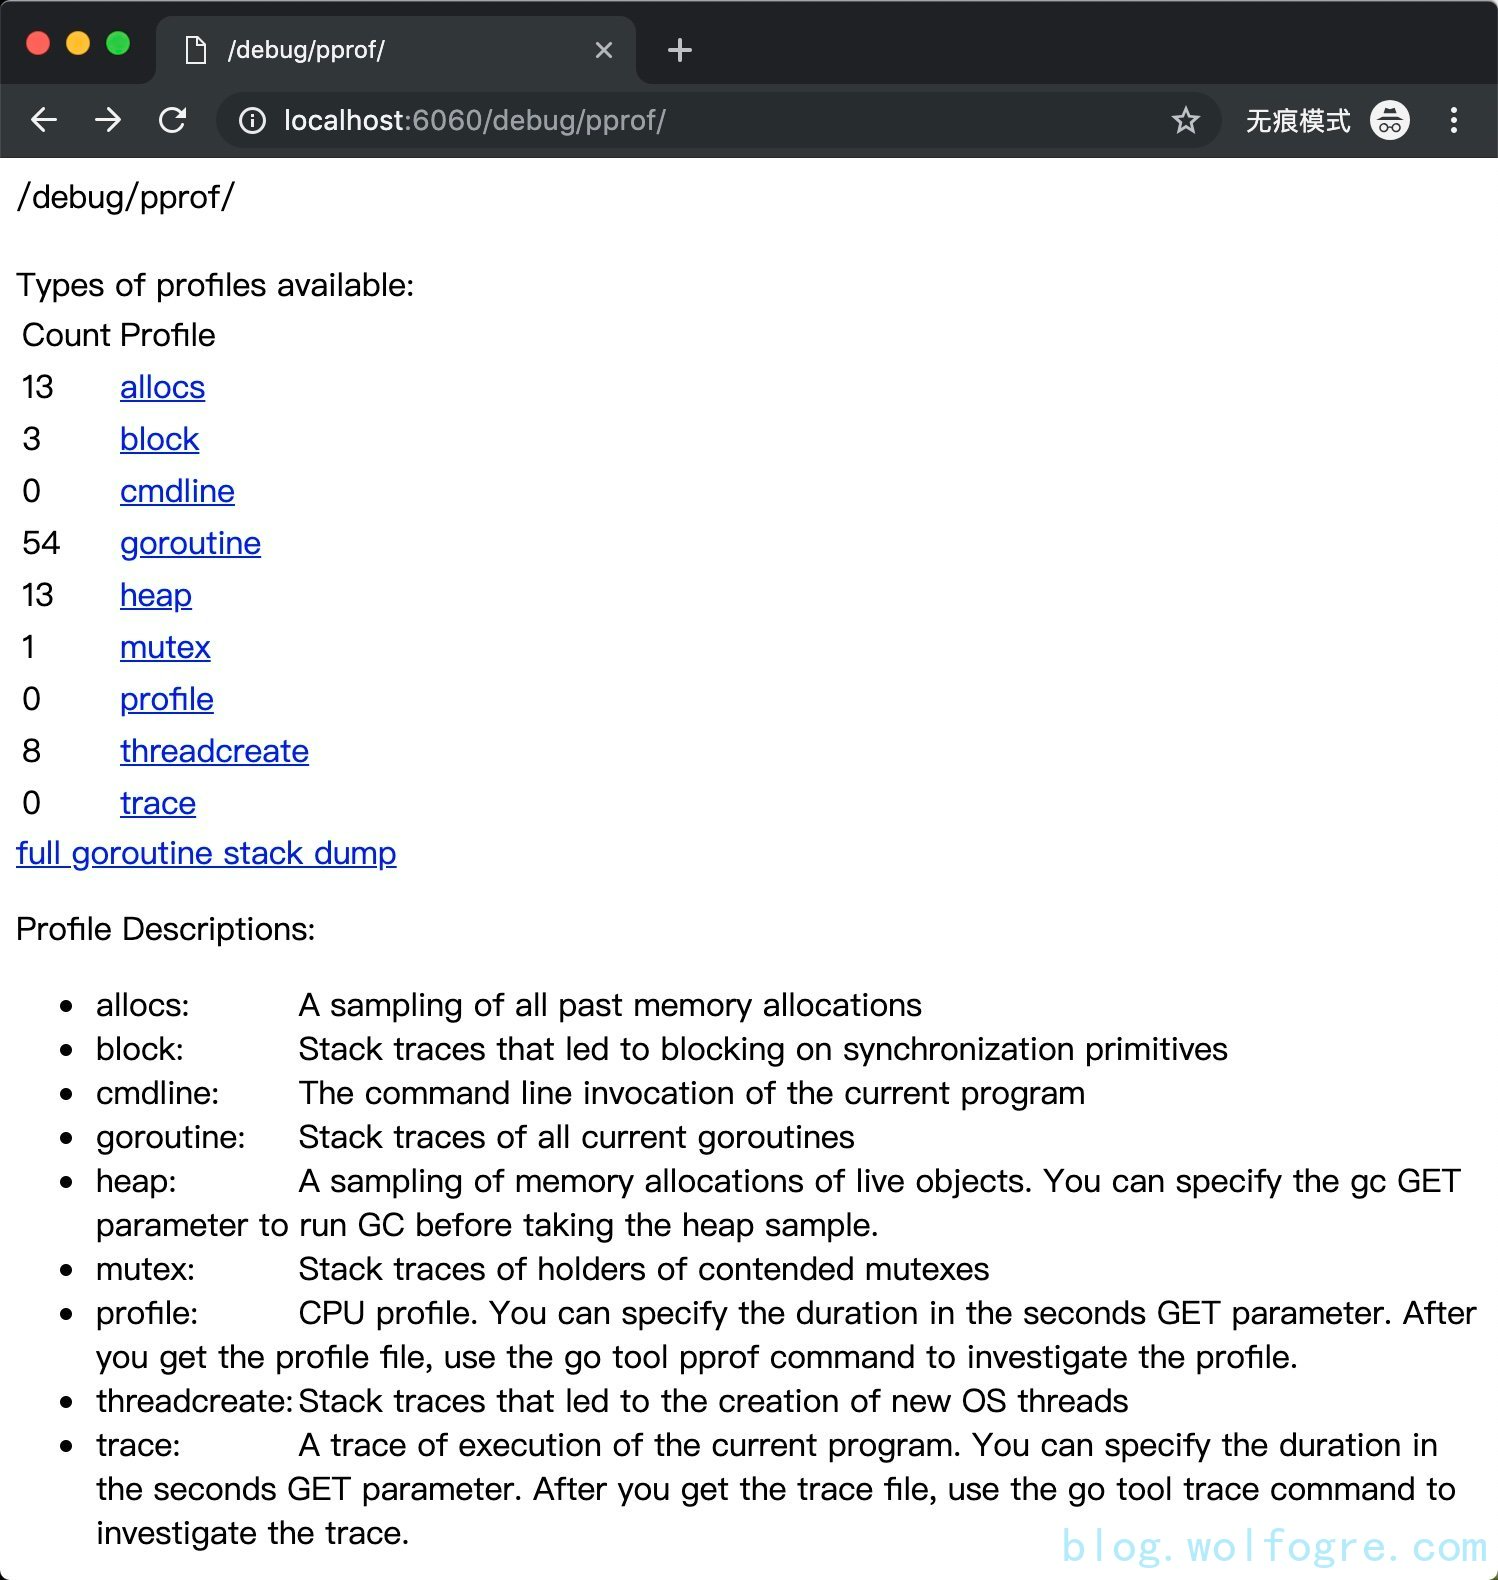 /debug/pprof/
localhost:6060/debug/pprof/
无痕模式
/debug/pprof/
Types of profiles available:
Count Profile
13 allocs
3 block
0 cmdline
54 goroutine
13 heap
1 mutex
0 profile
8 threadcreate
0 trace
full goroutine stack dump
Profile Descriptions:
allocs: A sampling of all past memory allocations
block: Stack traces that led to blocking on synchronization primitives
cmdline: The command line invocation of the current program
goroutine: Stack traces of all current goroutines
heap: A sampling of memory allocations of live objects. You can specify the gc GET
parameter to run GC before taking the heap sample.
mutex: Stack traces of holders of contended mutexes
profile: CPU profile. You can specify the duration in the seconds GET parameter. After
you get the profile file, use the go tool pprof command to investigate the profile.
threadcreate: Stack traces that led to the creation of new OS threads
trace: A trace of execution of the current program. You can specify the duration in
the seconds GET parameter. After you get the trace file, use the go tool trace command to
investigate the trace.
blog.wolfogre.com